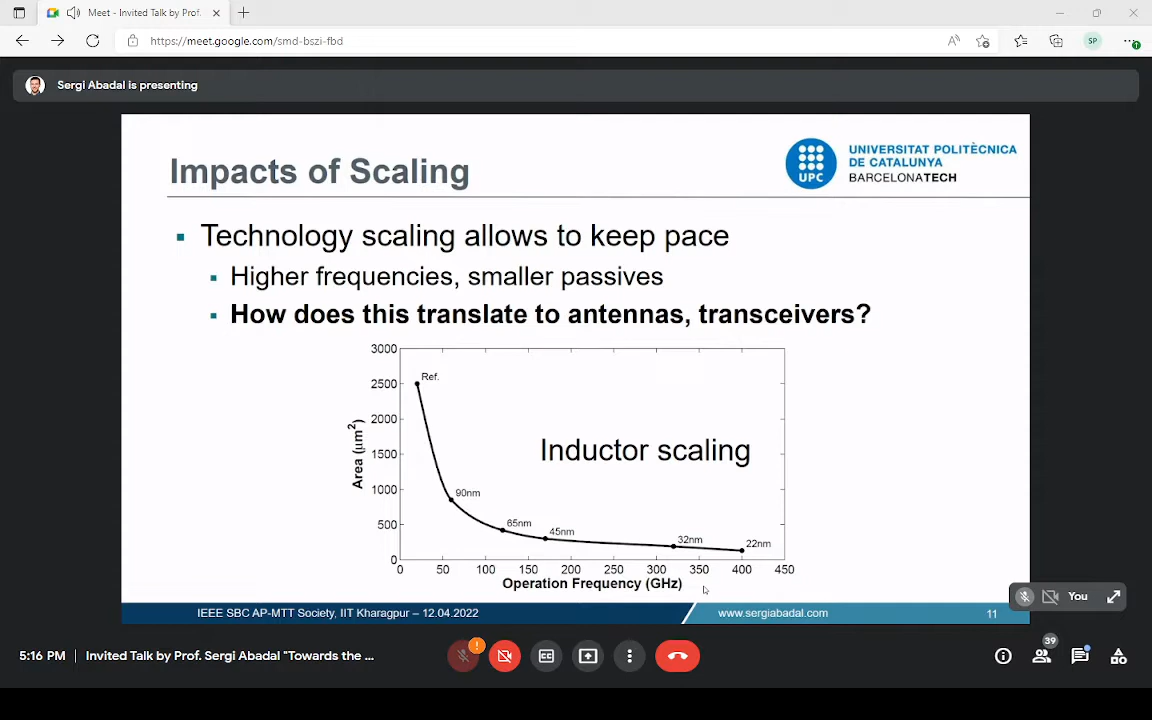 Meet - Invited Talk by Prof.
https://meet.google.com/smd-bszi-fbd
SP
Sergi Abadal is presenting
Impacts of Scaling
UPC
UNIVERSITAT POLITÈCNICA
DE CATALUNYA
BARCELONATECH
Technology scaling allows to keep pace
Higher frequencies, smaller passives
How does this translate to antennas, transceivers?
3000
2500
2000
1500
1000
500
0
Area (μm²)
Ref.
90nm
65nm
45nm
32nm
22nm
Inductor scaling
0 50 100 150 200 250 300 350 400 450
Operation Frequency (GHz)
IEEE SBC AP-MTT Society, IIT Kharagpur – 12.04.2022
www.sergiabadal.com
11
You
5:16 PM | Invited Talk by Prof. Sergi Abadal "Towards the ...
CC
39